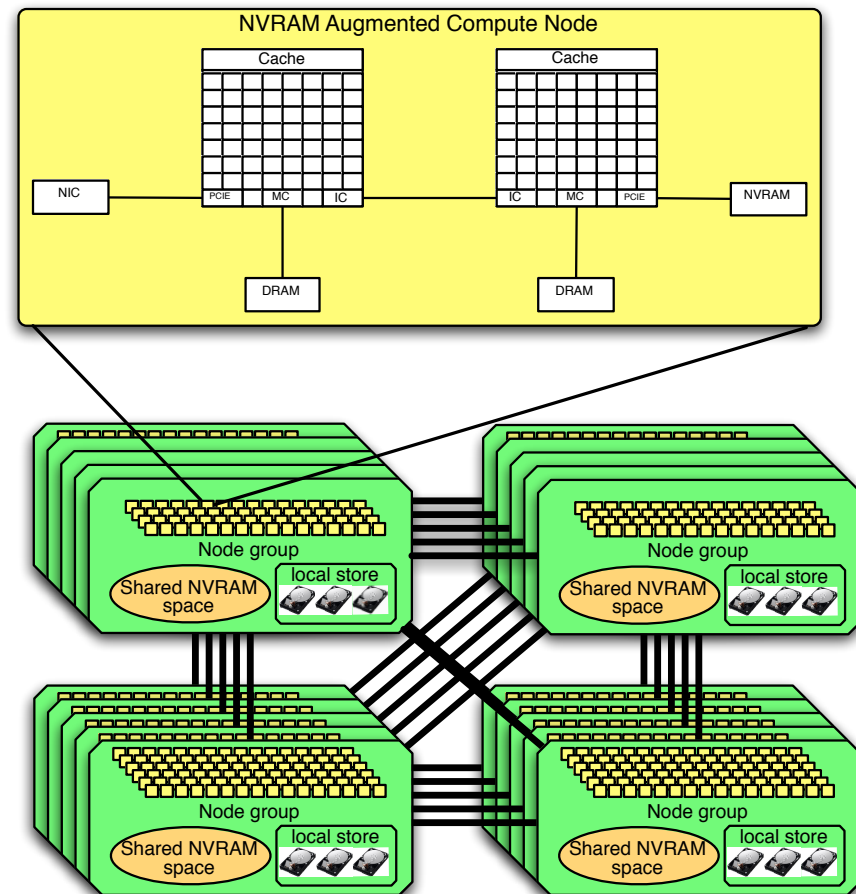 NVRAM Augmented Compute Node
Cache
Cache
NIC
PCIE
MC
IC
IC
MC
PCIE
NVRAM
DRAM
DRAM
Node group
Shared NVRAM
space
local store
Node group
Shared NVRAM
space
local store
Node group
Shared NVRAM
space
local store
Node group
Shared NVRAM
space
local store